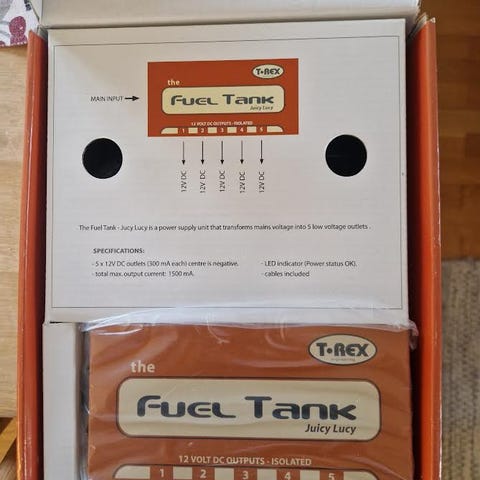 T-REX
the
MAIN INPUT
Fuel Tank
Juicy Lucy
12 VOLT DC OUTPUTS - ISOLATED
1 2 3 4 5
12V DC 12V DC 12V DC 12V DC 12V DC
The Fuel Tank - Jucy Lucy is a power supply unit that transforms mains voltage into 5 low voltage outlets .
SPECIFICATIONS:
- 5 x 12V DC outlets (300 mA each) centre is negative.
- total max. output current: 1500 mA.
- LED indicator (Power status OK).
- cables included
T-REX
engineering
the
Fuel Tank
Juicy Lucy
12 VOLT DC OUTPUTS - ISOLATED
1 2 3 4 5